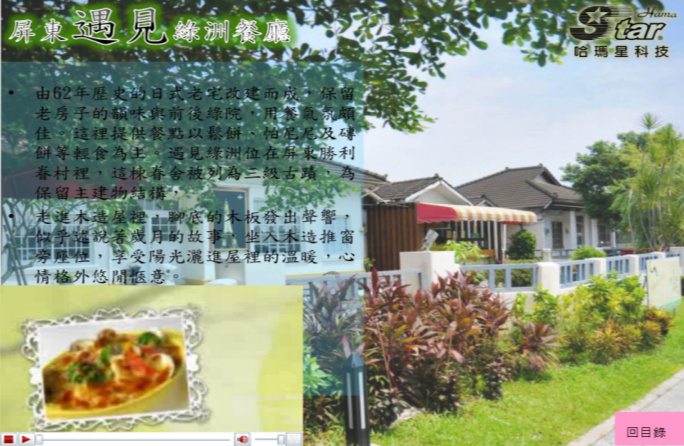 屏東遇見綠洲餐廳
Hama
Star
哈瑪星科技
• 由62年歷史的日式老宅改建而成，保留
老房子的韻味與前後綠院，用餐氣氛頗
佳。這裡提供餐點以鬆餅、帕尼尼及磚
餅等輕食為主。遇見綠洲位在屏東勝利
眷村裡，這棟眷舍被列為三級古蹟，為
保留主建物結構，
• 走進木造屋裡，腳底的木板發出聲響，
似乎述說著歲月的故事，坐入木造推窗
旁座位，享受陽光灑進屋裡的溫暖，心
情格外悠閒愜意。
回目錄